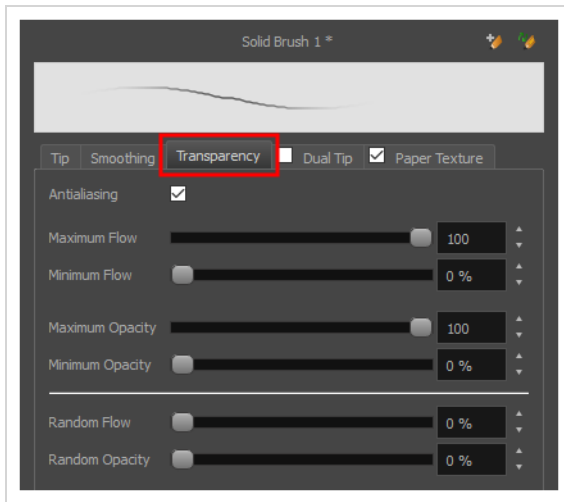 Solid Brush 1 *
Tip Smoothing Transparency Dual Tip Paper Texture
Antialiasing
Maximum Flow 100
Minimum Flow 0 %
Maximum Opacity 100
Minimum Opacity 0 %
Random Flow 0 %
Random Opacity 0 %